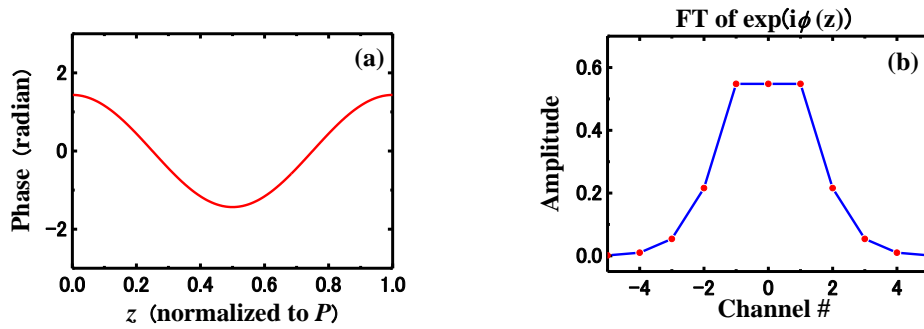 (a)
2
0
-2
Phase (radian)
0.0 0.2 0.4 0.6 0.8 1.0
z (normalized to P)
FT of exp(iϕ(z))
(b)
0.6
0.4
0.2
0.0
Amplitude
-4 -2 0 2 4
Channel #